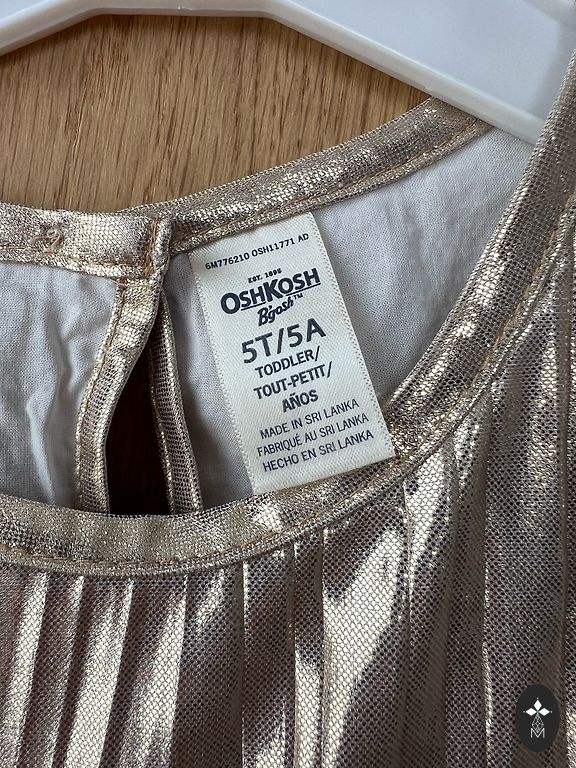 6M776210 OSH11771 AD
EST. 1895
OSHKOSH
B'gosh™
5T/5A
TODDLER/
TOUT-PETIT/
AÑOS
MADE IN SRI LANKA
FABRIQUÉ AU SRI LANKA
HECHO EN SRI LANKA